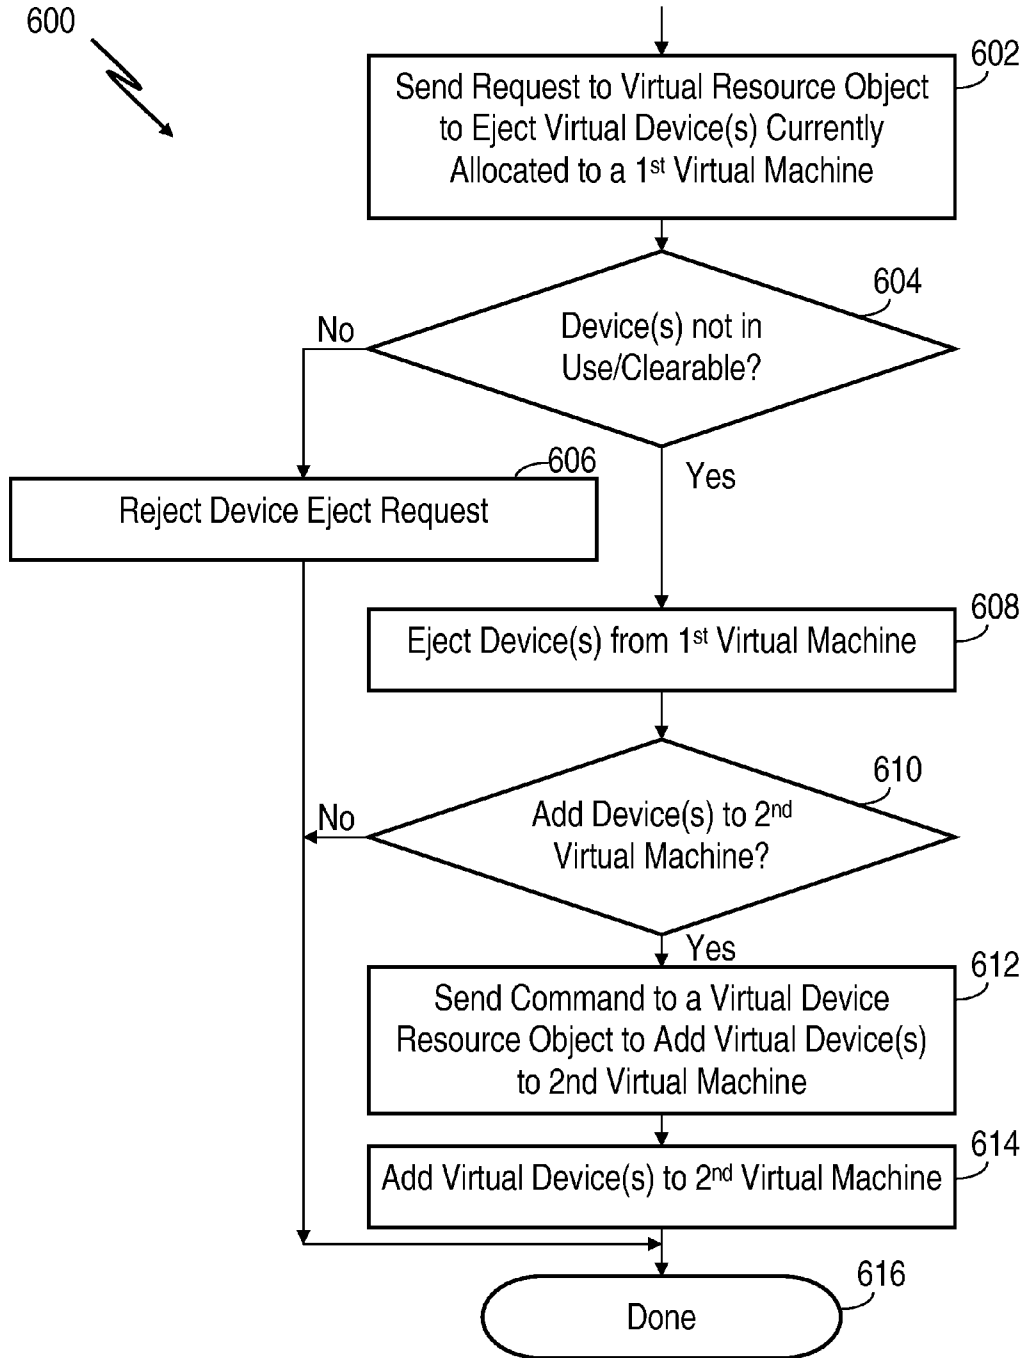 600
602
Send Request to Virtual Resource Object
to Eject Virtual Device(s) Currently
Allocated to a 1st Virtual Machine
604
No
Device(s) not in
Use/Clearable?
606
Yes
Reject Device Eject Request
608
Eject Device(s) from 1st Virtual Machine
610
No
Add Device(s) to 2nd
Virtual Machine?
Yes
612
Send Command to a Virtual Device
Resource Object to Add Virtual Device(s)
to 2nd Virtual Machine
614
Add Virtual Device(s) to 2nd Virtual Machine
616
Done